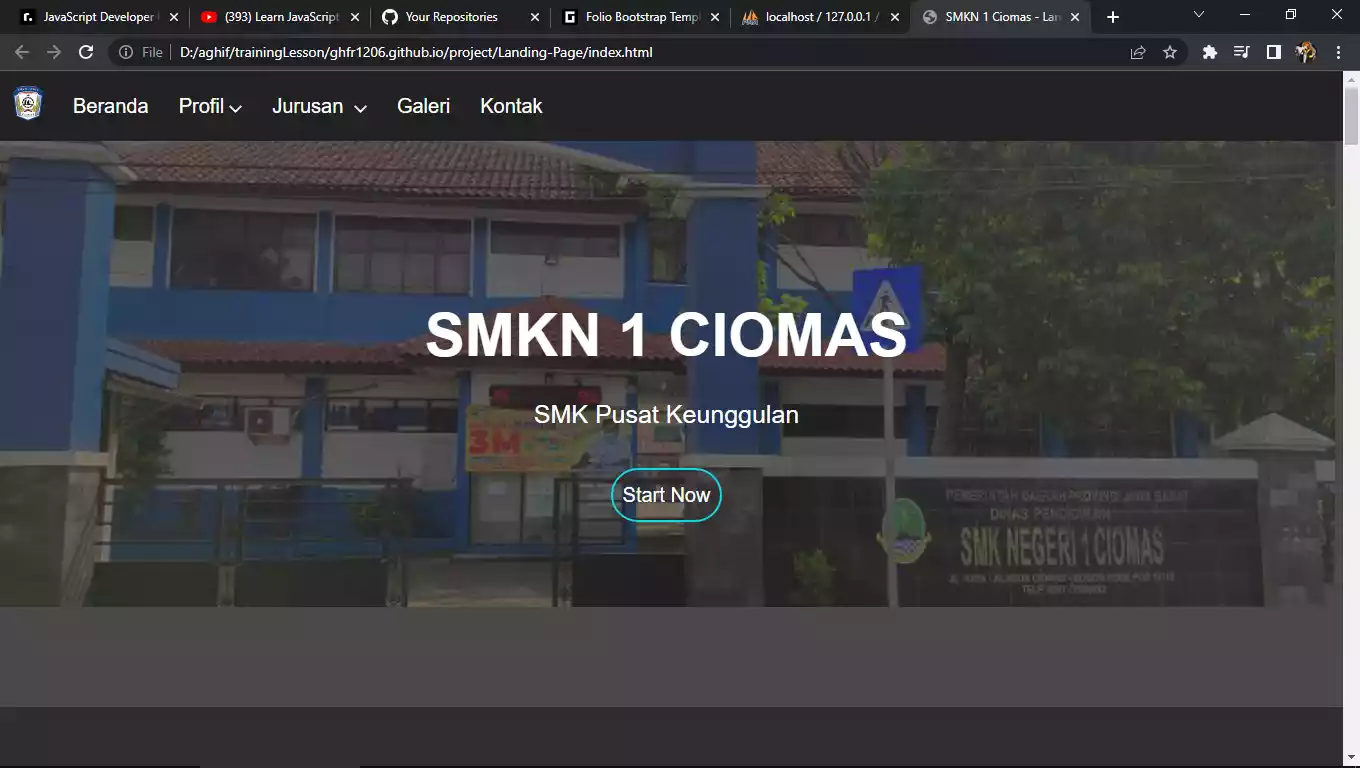 JavaScript Developer
(393) Learn JavaScript
Your Repositories
Folio Bootstrap Templ
localhost / 127.0.0.1 /
SMKN 1 Ciomas - Lan
File
D:/aghif/trainingLesson/ghfr1206.github.io/project/Landing-Page/index.html
Beranda
Profil
Jurusan
Galeri
Kontak
SMKN 1 CIOMAS
SMK Pusat Keunggulan
3M
Start Now
PEMERINTAH DAERAH PROVINSI JAWA BARAT
DINAS PENDIDIKAN
SMK NEGERI 1 CIOMAS